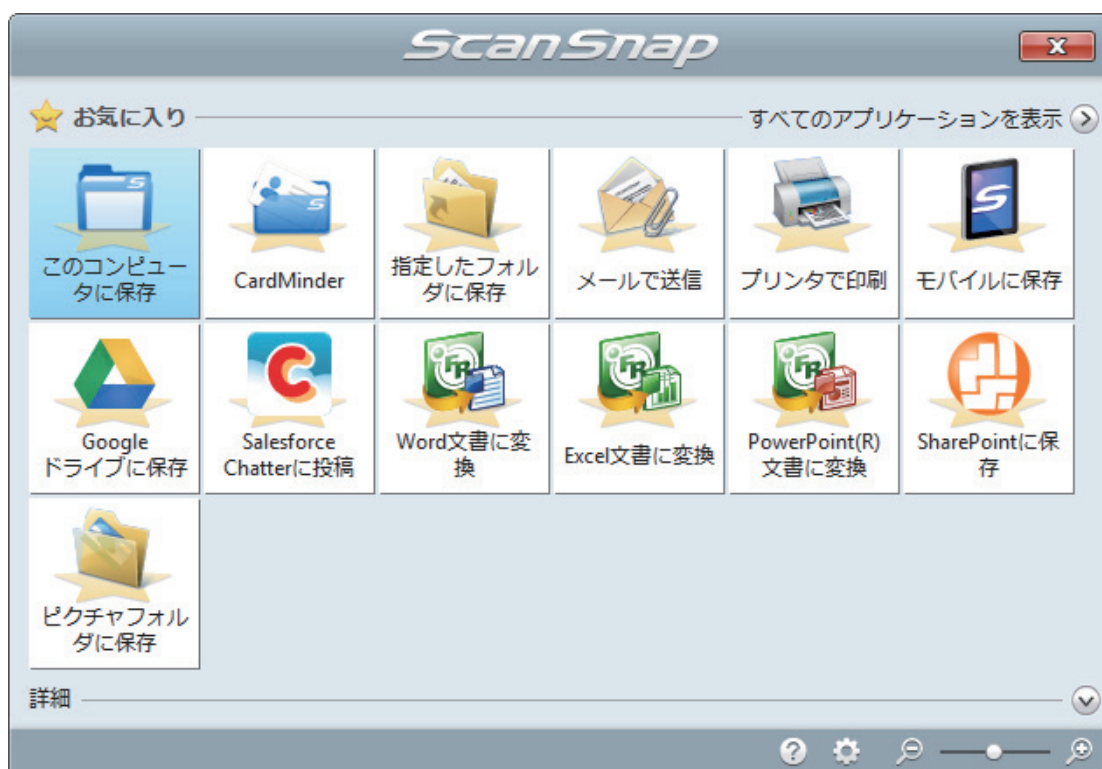 ScanSnap
お気に入り
すべてのアプリケーションを表示
このコンピュー
タに保存
CardMinder
指定したフォル
ダに保存
メールで送信
プリンタで印刷
モバイルに保存
Google
ドライブに保存
Salesforce
Chatterに投稿
Word文書に変
換
Excel文書に変換
PowerPoint(R)
文書に変換
SharePointに保
存
ピクチャフォル
ダに保存
詳細